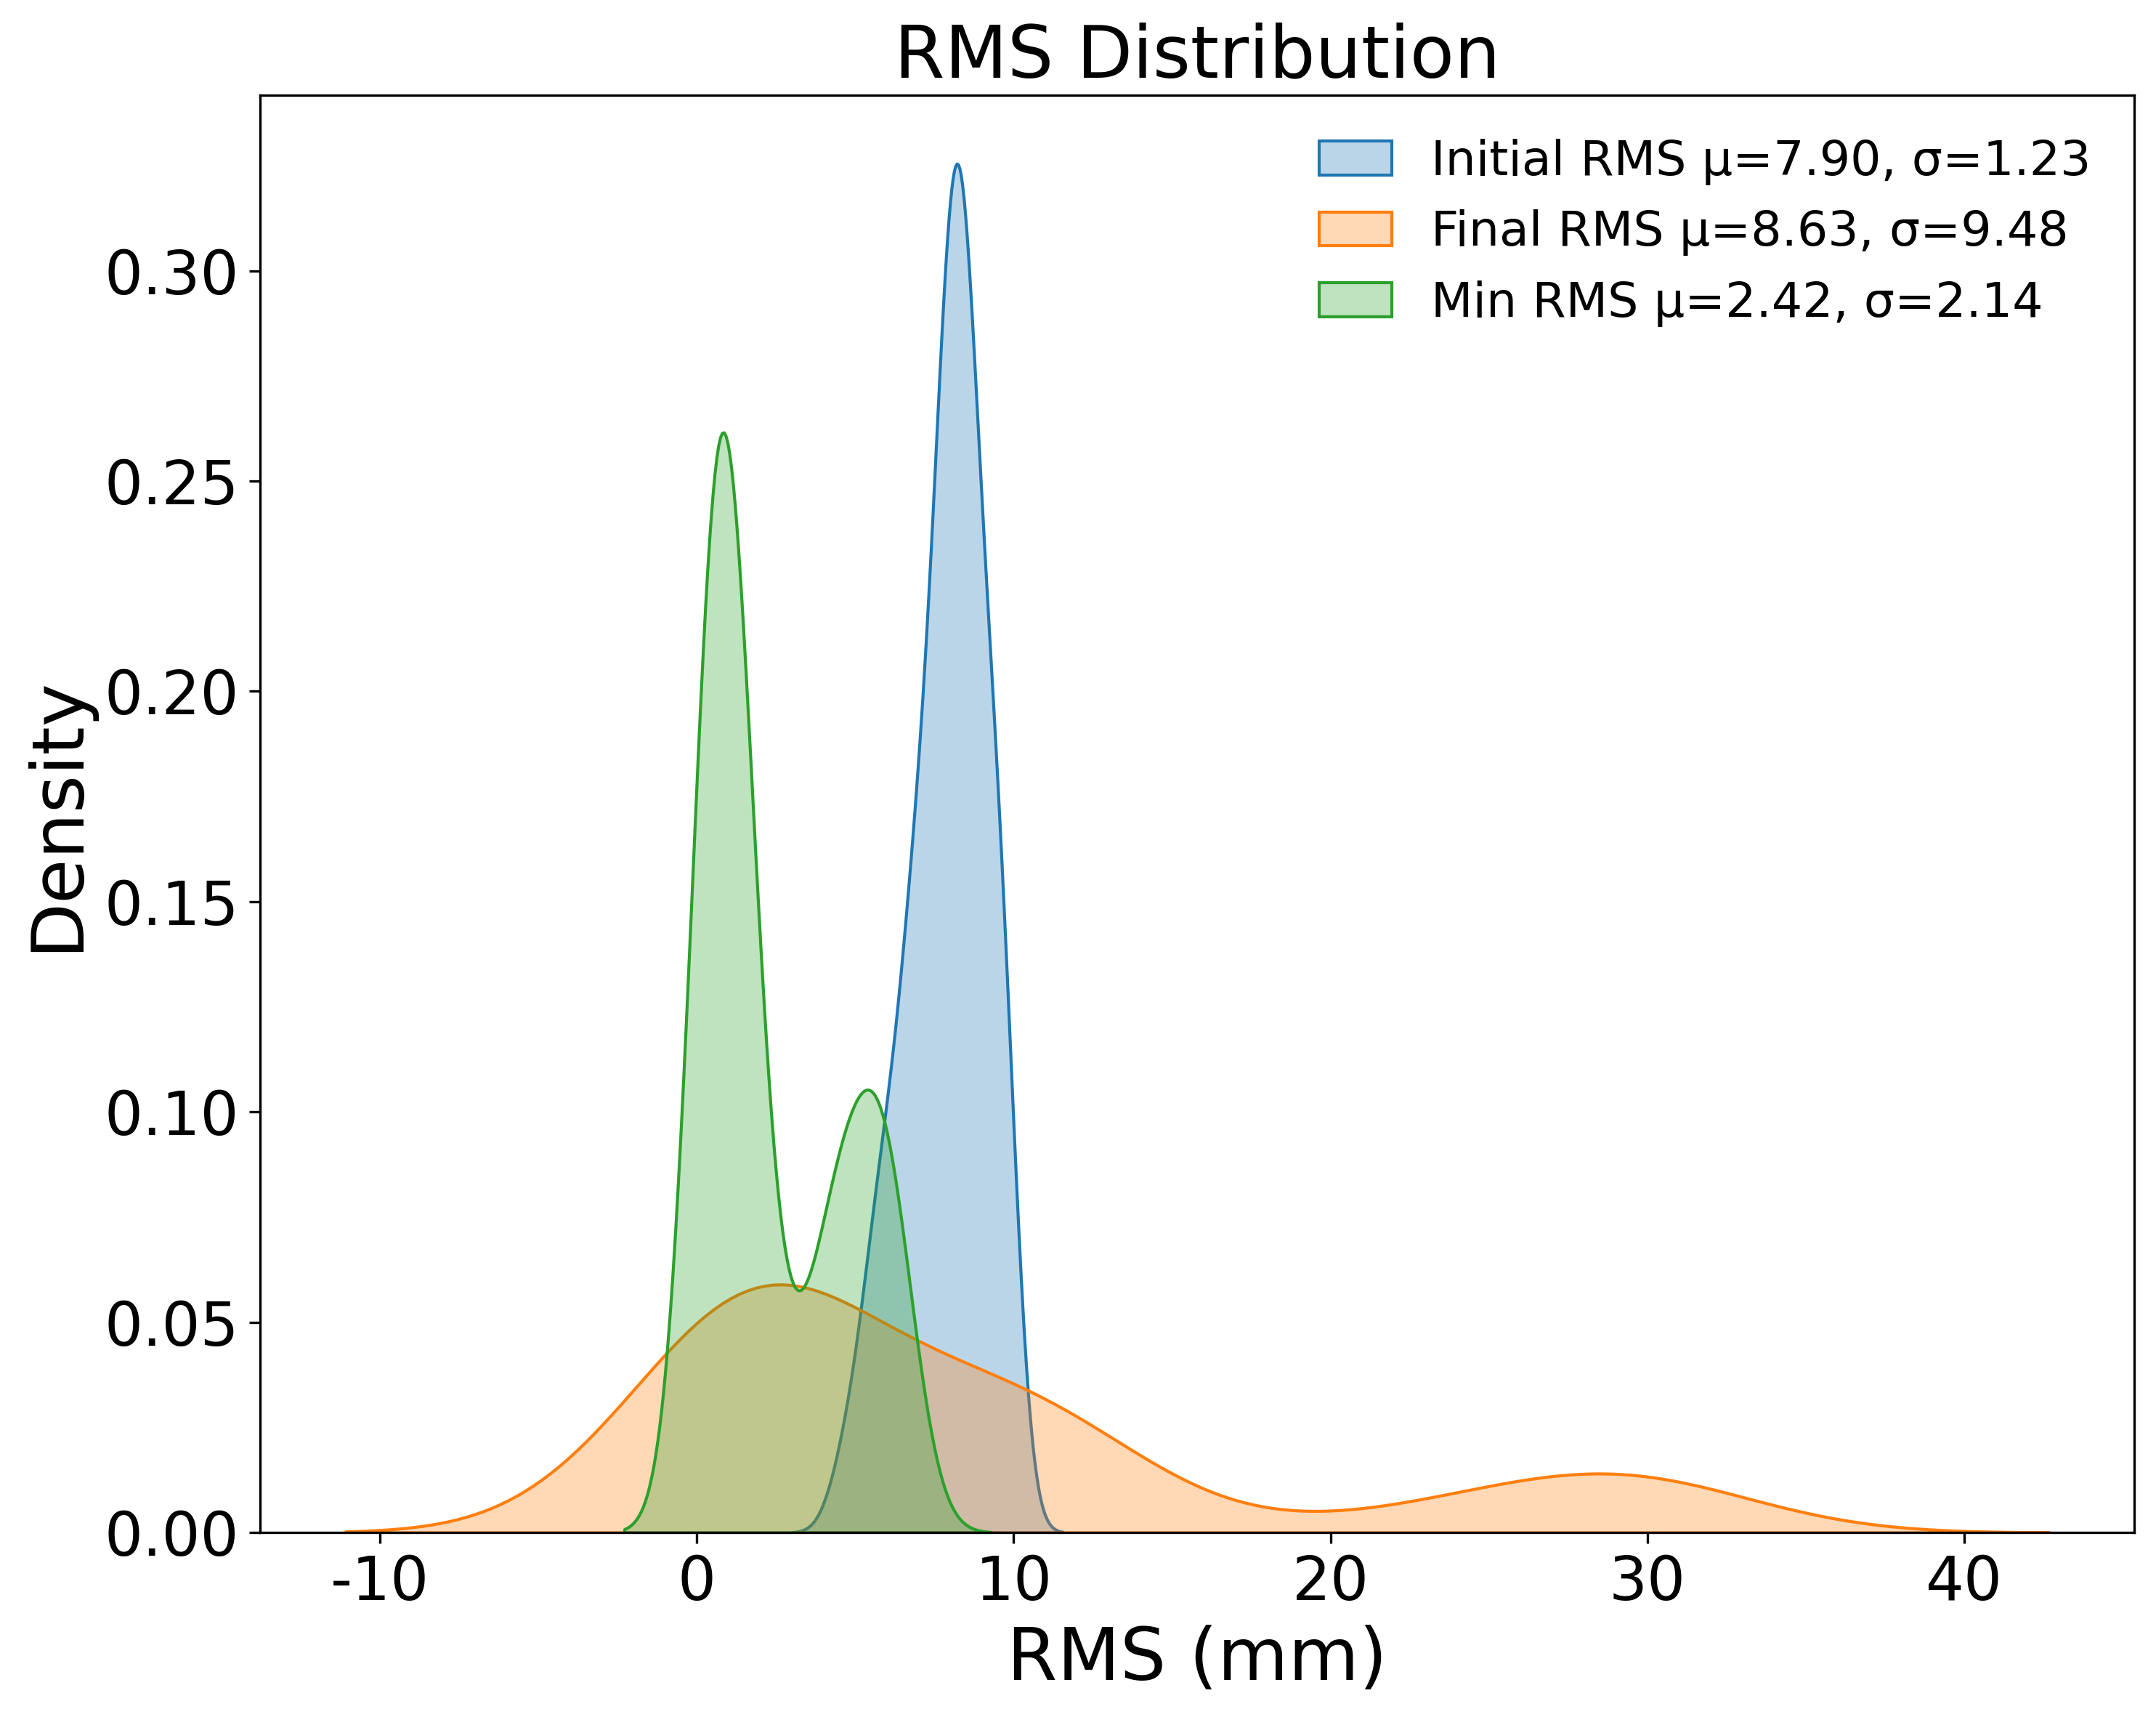 RMS Distribution
Initial RMS μ=7.90, σ=1.23
Final RMS μ=8.63, σ=9.48
Min RMS μ=2.42, σ=2.14
0.30
0.25
0.20
0.15
0.10
0.05
0.00
Density
-10 0 10 20 30 40
RMS (mm)